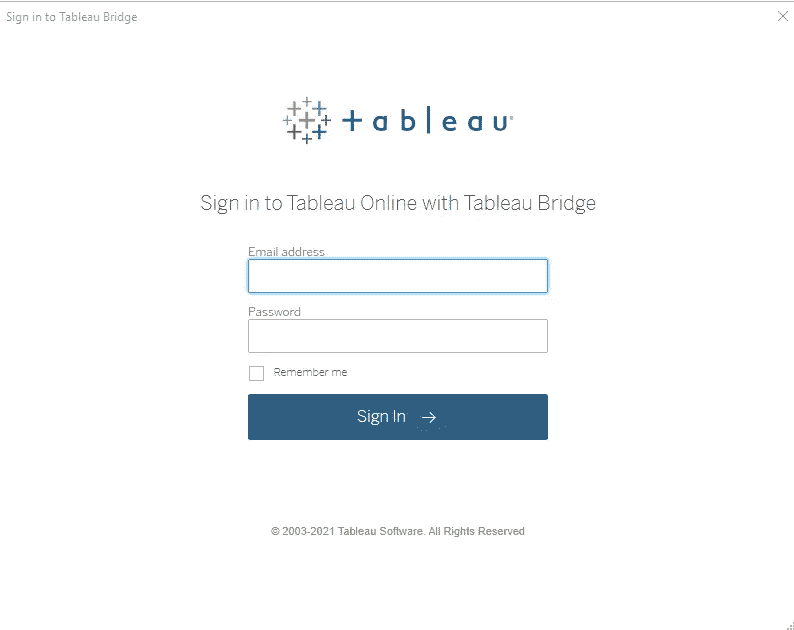 Sign in to Tableau Bridge
+ableau®
Sign in to Tableau Online with Tableau Bridge
Email address
Password
Remember me
Sign In →
© 2003-2021 Tableau Software. All Rights Reserved